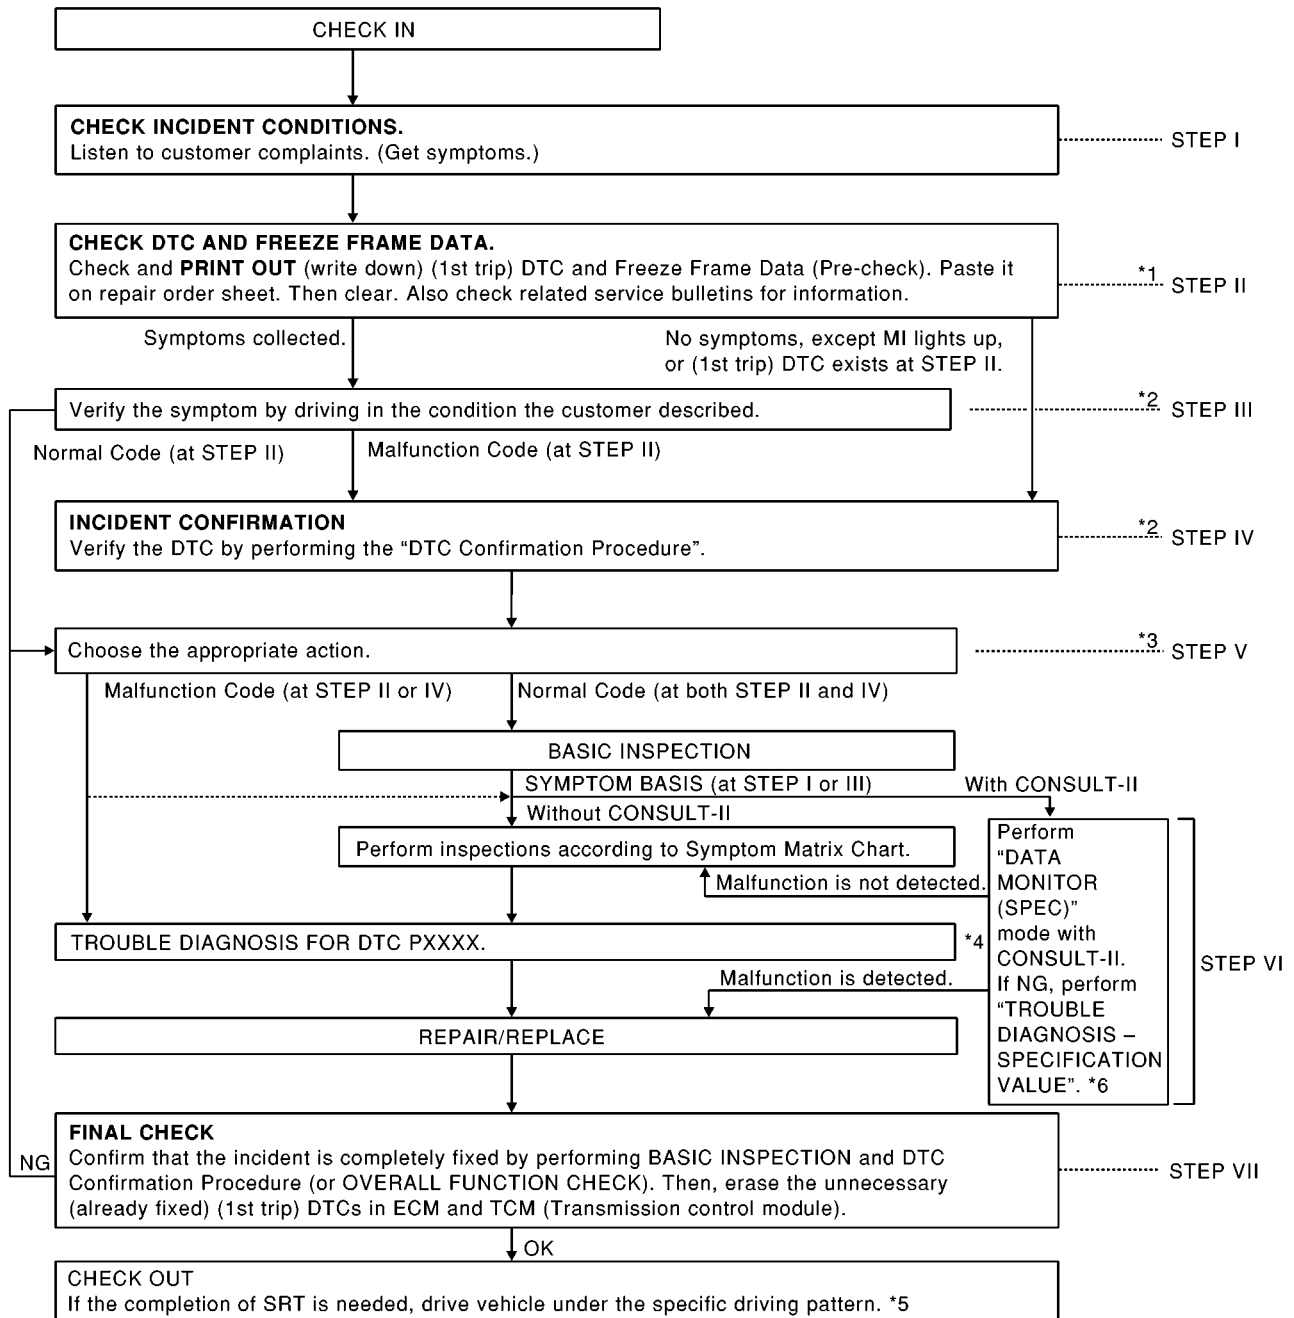 CHECK IN
CHECK INCIDENT CONDITIONS.
Listen to customer complaints. (Get symptoms.)
STEP I
CHECK DTC AND FREEZE FRAME DATA.
Check and PRINT OUT (write down) (1st trip) DTC and Freeze Frame Data (Pre-check). Paste it
on repair order sheet. Then clear. Also check related service bulletins for information.
*1
STEP II
Symptoms collected.
No symptoms, except MI lights up,
or (1st trip) DTC exists at STEP II.
Verify the symptom by driving in the condition the customer described.
*2
STEP III
Normal Code (at STEP II)
Malfunction Code (at STEP II)
INCIDENT CONFIRMATION
Verify the DTC by performing the “DTC Confirmation Procedure”.
*2
STEP IV
Choose the appropriate action.
*3
STEP V
Malfunction Code (at STEP II or IV)
Normal Code (at both STEP II and IV)
BASIC INSPECTION
SYMPTOM BASIS (at STEP I or III)
With CONSULT-II
Without CONSULT-II
Perform inspections according to Symptom Matrix Chart.
Malfunction is not detected.
Perform
“DATA
MONITOR
(SPEC)”
mode with
CONSULT-II.
If NG, perform
“TROUBLE
DIAGNOSIS –
SPECIFICATION
VALUE”. *6
STEP VI
TROUBLE DIAGNOSIS FOR DTC PXXXX.
*4
Malfunction is detected.
REPAIR/REPLACE
FINAL CHECK
Confirm that the incident is completely fixed by performing BASIC INSPECTION and DTC
Confirmation Procedure (or OVERALL FUNCTION CHECK). Then, erase the unnecessary
(already fixed) (1st trip) DTCs in ECM and TCM (Transmission control module).
NG
STEP VII
OK
CHECK OUT
If the completion of SRT is needed, drive vehicle under the specific driving pattern. *5